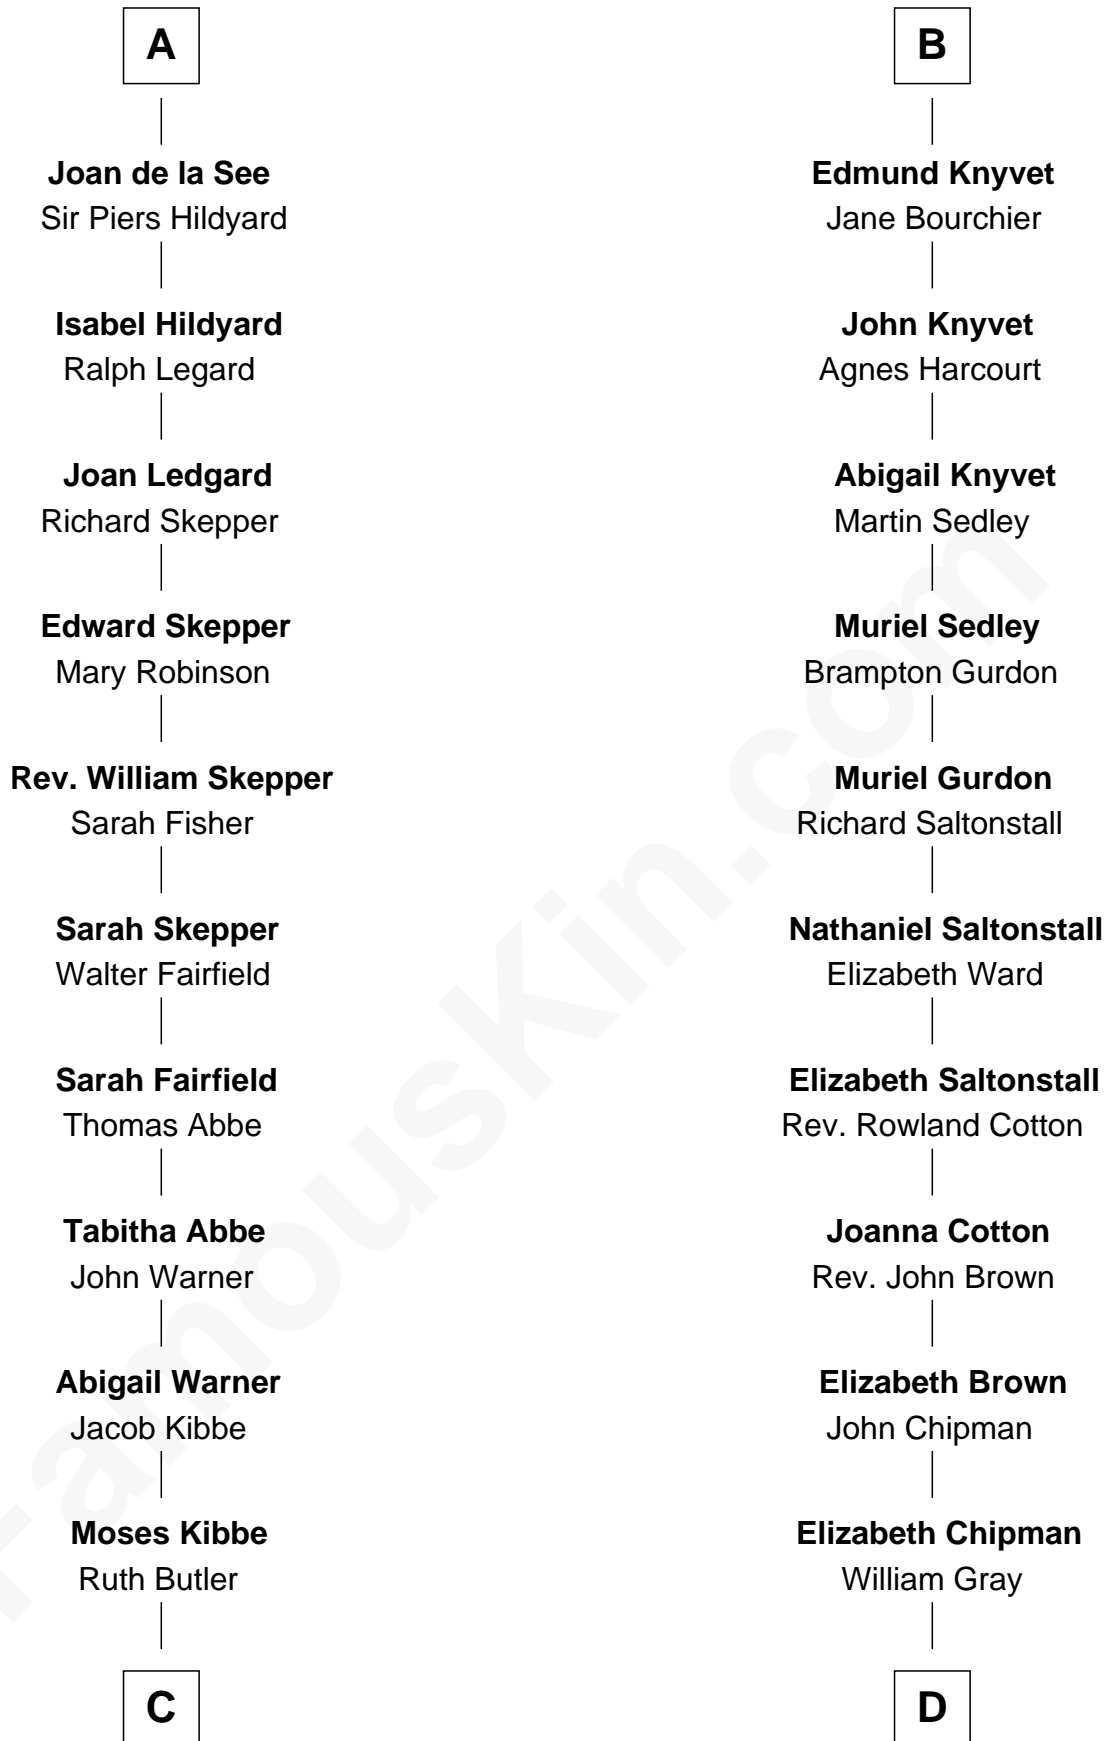 A
Joan de la See
Sir Piers Hildyard
Isabel Hildyard
Ralph Legard
Joan Ledgard
Richard Skepper
Edward Skepper
Mary Robinson
Rev. William Skepper
Sarah Fisher
Sarah Skepper
Walter Fairfield
Sarah Fairfield
Thomas Abbe
Tabitha Abbe
John Warner
Abigail Warner
Jacob Kibbe
Moses Kibbe
Ruth Butler
C
B
Edmund Knyvet
Jane Bourchier
John Knyvet
Agnes Harcourt
Abigail Knyvet
Martin Sedley
Muriel Sedley
Brampton Gurdon
Muriel Gurdon
Richard Saltonstall
Nathaniel Saltonstall
Elizabeth Ward
Elizabeth Saltonstall
Rev. Rowland Cotton
Joanna Cotton
Rev. John Brown
Elizabeth Brown
John Chipman
Elizabeth Chipman
William Gray
D
FamousKin.com